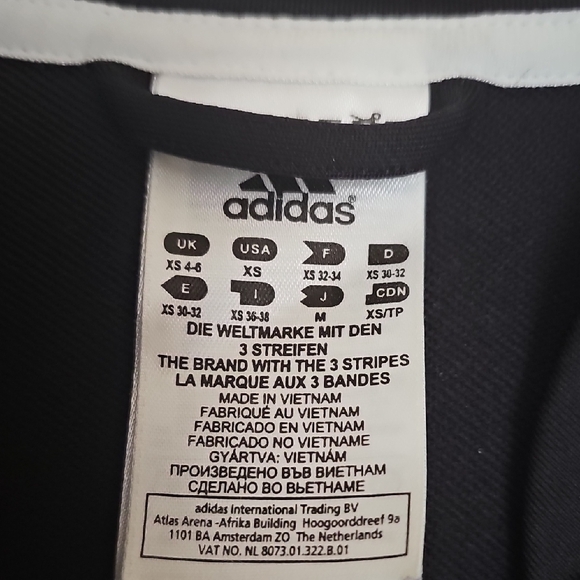 adidas®
UK USA F D
XS 4-6 XS XS 32-34 XS 30-32
E I J CDN
XS 30-32 XS 36-38 M XS/TP
DIE WELTMARKE MIT DEN
3 STREIFEN
THE BRAND WITH THE 3 STRIPES
LA MARQUE AUX 3 BANDES
MADE IN VIETNAM
FABRIQUÉ AU VIETNAM
FABRICADO EN VIETNAM
FABRICADO NO VIETNAME
GYÁRTVA: VIETNÁM
ПРОИЗВЕДЕНО ВЪВ ВИЕТНАМ
СДЕЛАНО ВО ВЬЕТНАМЕ
adidas International Trading BV
Atlas Arena -Afrika Building Hoogoorddreef 9a
1101 BA Amsterdam ZO The Netherlands
VAT NO. NL 8073.01.322.B.01